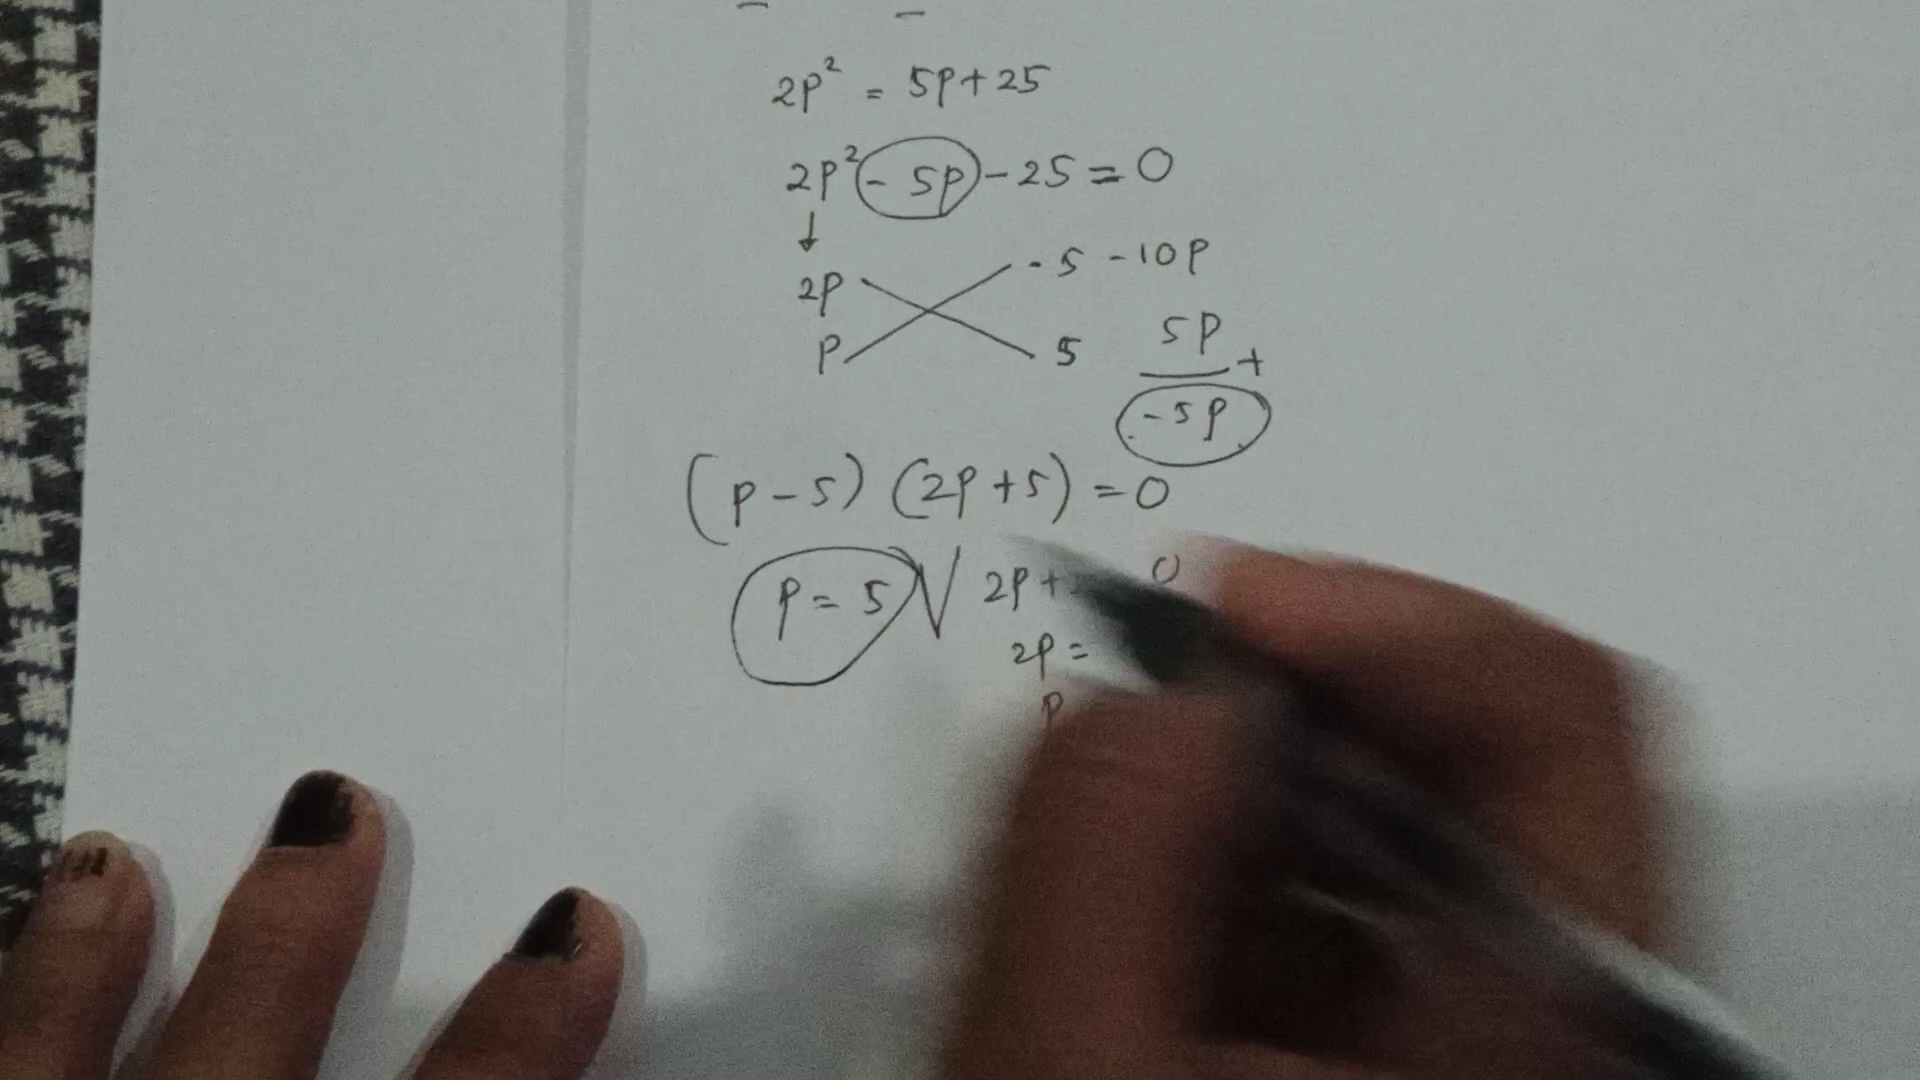 2p² = 5p+25
2p² - 5p - 25 = 0
↓
2p - 5 - 10p
p 5 5p +
-5p
(p-5) (2p+5) = 0
p = 5 V 2p+ 0
2p =
p